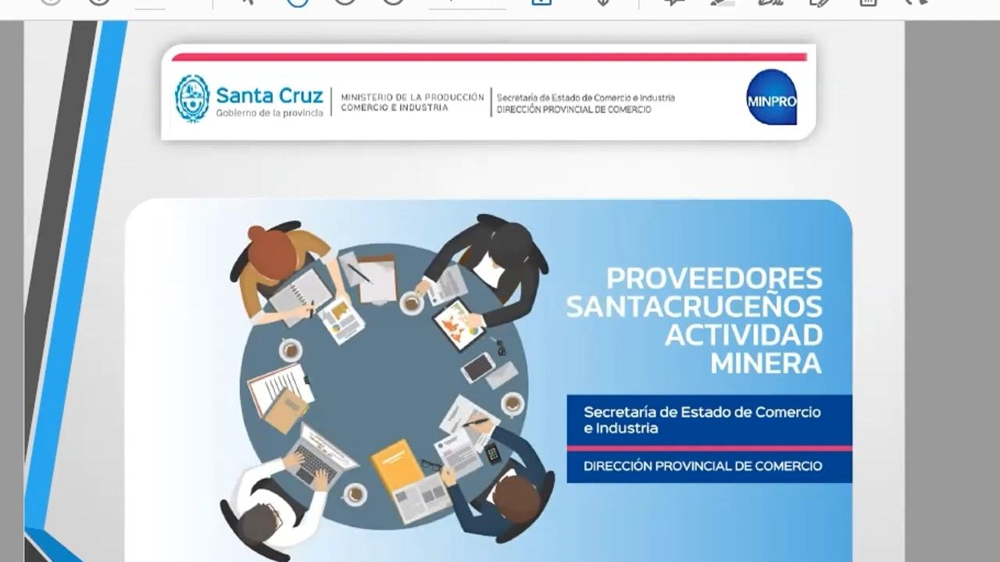 Santa Cruz
Gobierno de la provincia
MINISTERIO DE LA PRODUCCIÓN
COMERCIO E INDUSTRIA
Secretaría de Estado de Comercio e Industria
DIRECCIÓN PROVINCIAL DE COMERCIO
MINPRO
PROVEEDORES
SANTACRUCEÑOS
ACTIVIDAD
MINERA
Secretaría de Estado de Comercio
e Industria
DIRECCIÓN PROVINCIAL DE COMERCIO